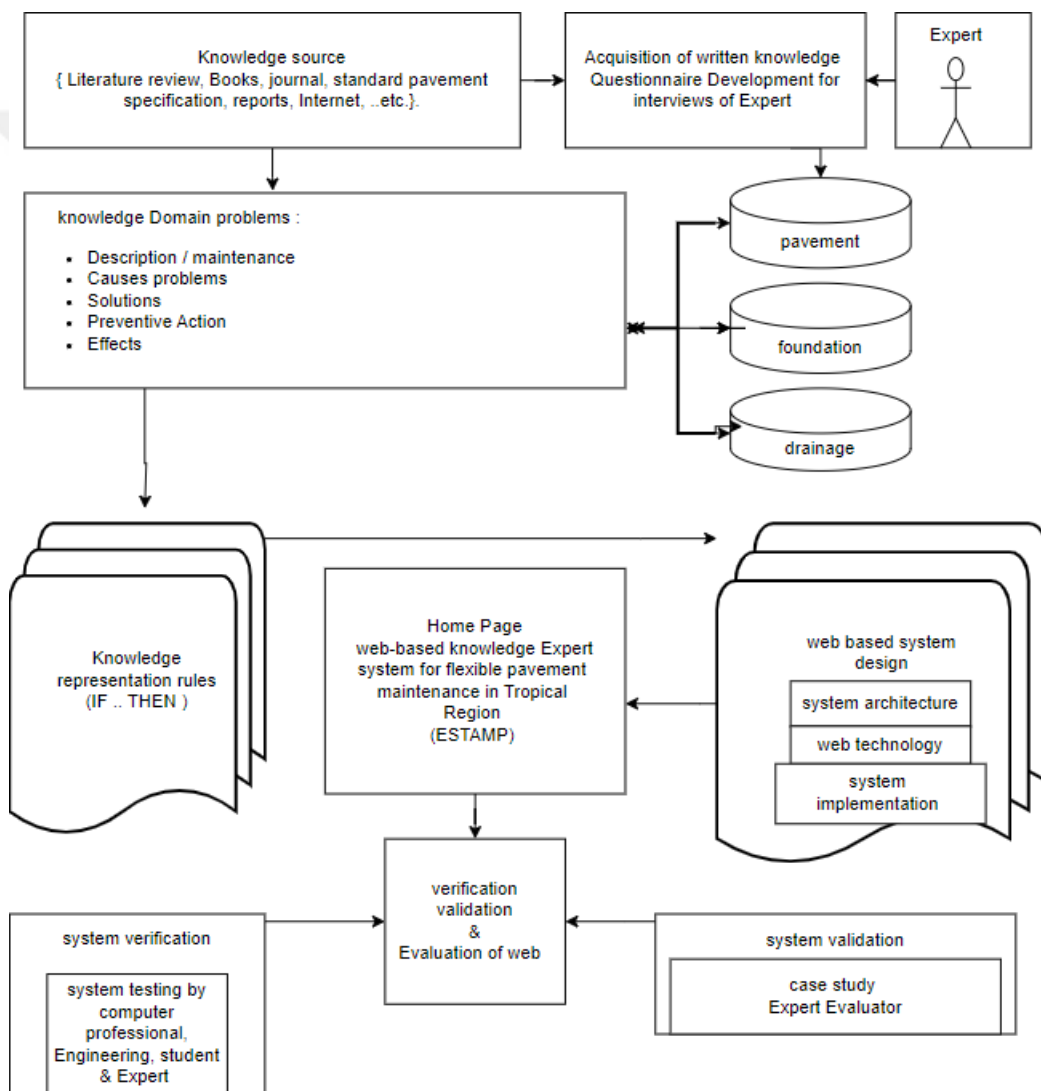 Knowledge source
{ Literature review, Books, journal, standard pavement
specification, reports, Internet, ..etc.}.
Acquisition of written knowledge
Questionnaire Development for
interviews of Expert
Expert
knowledge Domain problems :
• Description / maintenance
• Causes problems
• Solutions
• Preventive Action
• Effects
pavement
foundation
drainage
Knowledge
representation rules
(IF .. THEN )
Home Page
web-based knowledge Expert
system for flexible pavement
maintenance in Tropical
Region
(ESTAMP)
web based system
design
system architecture
web technology
system
implementation
verification
validation
&
Evaluation of web
system verification
system testing by
computer
professional,
Engineering, student
& Expert
system validation
case study
Expert Evaluator